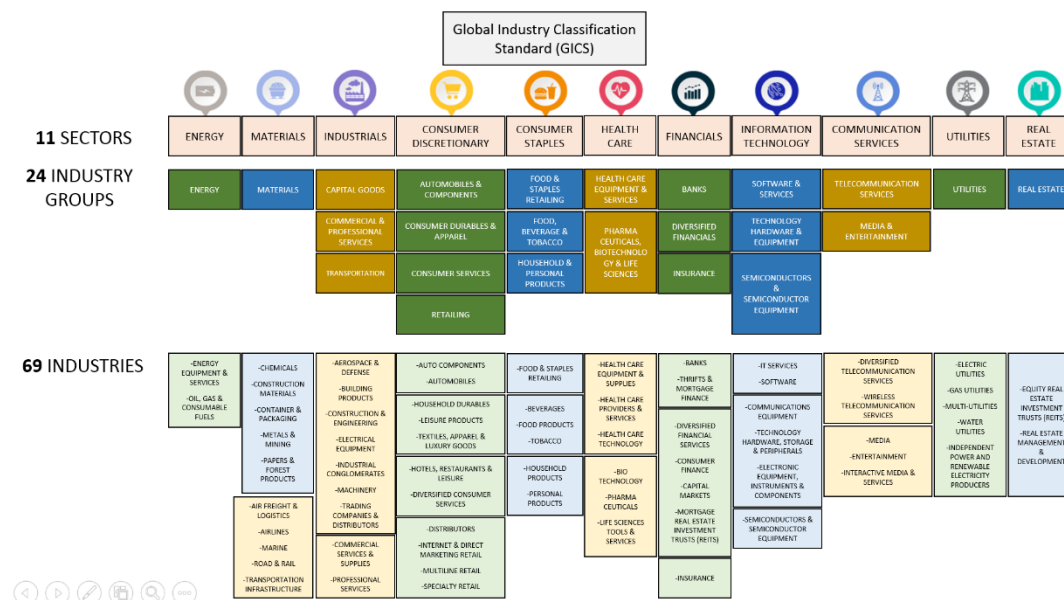 Global Industry Classification
Standard (GICS)
11 SECTORS
ENERGY
MATERIALS
INDUSTRIALS
CONSUMER
DISCRETIONARY
CONSUMER
STAPLES
HEALTH
CARE
FINANCIALS
INFORMATION
TECHNOLOGY
COMMUNICATION
SERVICES
UTILITIES
REAL
ESTATE
24 INDUSTRY
GROUPS
ENERGY
MATERIALS
CAPITAL GOODS
COMMERCIAL &
PROFESSIONAL
SERVICES
TRANSPORTATION
AUTOMOBILES &
COMPONENTS
CONSUMER DURABLES &
APPAREL
CONSUMER SERVICES
RETAILING
FOOD &
STAPLES
RETAILING
FOOD,
BEVERAGE &
TOBACCO
HOUSEHOLD &
PERSONAL
PRODUCTS
HEALTH CARE
EQUIPMENT &
SERVICES
PHARMA
CEUTICALS,
BIOTECHNOLO
GY & LIFE
SCIENCES
BANKS
DIVERSIFIED
FINANCIALS
INSURANCE
SOFTWARE &
SERVICES
TECHNOLOGY
HARDWARE &
EQUIPMENT
SEMICONDUCTORS
&
SEMICONDUCTOR
EQUIPMENT
TELECOMMUNICATION
SERVICES
MEDIA &
ENTERTAINMENT
UTILITIES
REAL ESTATE
69 INDUSTRIES
-ENERGY
EQUIPMENT &
SERVICES
-OIL, GAS &
CONSUMABLE
FUELS
-CHEMICALS
-CONSTRUCTION
MATERIALS
-CONTAINER &
PACKAGING
-METALS &
MINING
-PAPERS &
FOREST
PRODUCTS
-AIR FREIGHT &
LOGISTICS
-AIRLINES
-MARINE
-ROAD & RAIL
-TRANSPORTATION
INFRASTRUCTURE
-AEROSPACE &
DEFENSE
-BUILDING
PRODUCTS
-CONSTRUCTION &
ENGINEERING
-ELECTRICAL
EQUIPMENT
-INDUSTRIAL
CONGLOMERATES
-MACHINERY
-TRADING
COMPANIES &
DISTRIBUTORS
-COMMERCIAL
SERVICES &
SUPPLIES
-PROFESSIONAL
SERVICES
-AUTO COMPONENTS
-AUTOMOBILES
-HOUSEHOLD DURABLES
-LEISURE PRODUCTS
-TEXTILES, APPAREL &
LUXURY GOODS
-HOTELS, RESTAURANTS &
LEISURE
-DIVERSIFIED CONSUMER
SERVICES
-DISTRIBUTORS
-INTERNET & DIRECT
MARKETING RETAIL
-MULTILINE RETAIL
-SPECIALTY RETAIL
-FOOD & STAPLES
RETAILING
-BEVERAGES
-FOOD PRODUCTS
-TOBACCO
-HOUSEHOLD
PRODUCTS
-PERSONAL
PRODUCTS
-HEALTH CARE
EQUIPMENT &
SUPPLIES
-HEALTH CARE
PROVIDERS &
SERVICES
-HEALTH CARE
TECHNOLOGY
-BIO
TECHNOLOGY
-PHARMA
CEUTICALS
-LIFE SCIENCES
TOOLS &
SERVICES
-BANKS
-THRIFTS &
MORTGAGE
FINANCE
-DIVERSIFIED
FINANCIAL
SERVICES
-CONSUMER
FINANCE
-CAPITAL
MARKETS
-MORTGAGE
REAL ESTATE
INVESTMENT
TRUSTS (REITS)
-INSURANCE
-IT SERVICES
-SOFTWARE
-COMMUNICATIONS
EQUIPMENT
-TECHNOLOGY
HARDWARE, STORAGE
& PERIPHERALS
-ELECTRONIC
EQUIPMENT,
INSTRUMENTS &
COMPONENTS
-SEMICONDUCTORS &
SEMICONDUCTOR
EQUIPMENT
-DIVERSIFIED
TELECOMMUNICATION
SERVICES
-WIRELESS
TELECOMMUNICATION
SERVICES
-MEDIA
-ENTERTAINMENT
-INTERACTIVE MEDIA &
SERVICES
-ELECTRIC
UTILITIES
-GAS UTILITIES
-MULTI-UTILITIES
-WATER
UTILITIES
-INDEPENDENT
POWER AND
RENEWABLE
ELECTRICITY
PRODUCERS
-EQUITY REAL
ESTATE
INVESTMENT
TRUSTS (REITS)
-REAL ESTATE
MANAGEMENT
&
DEVELOPMENT